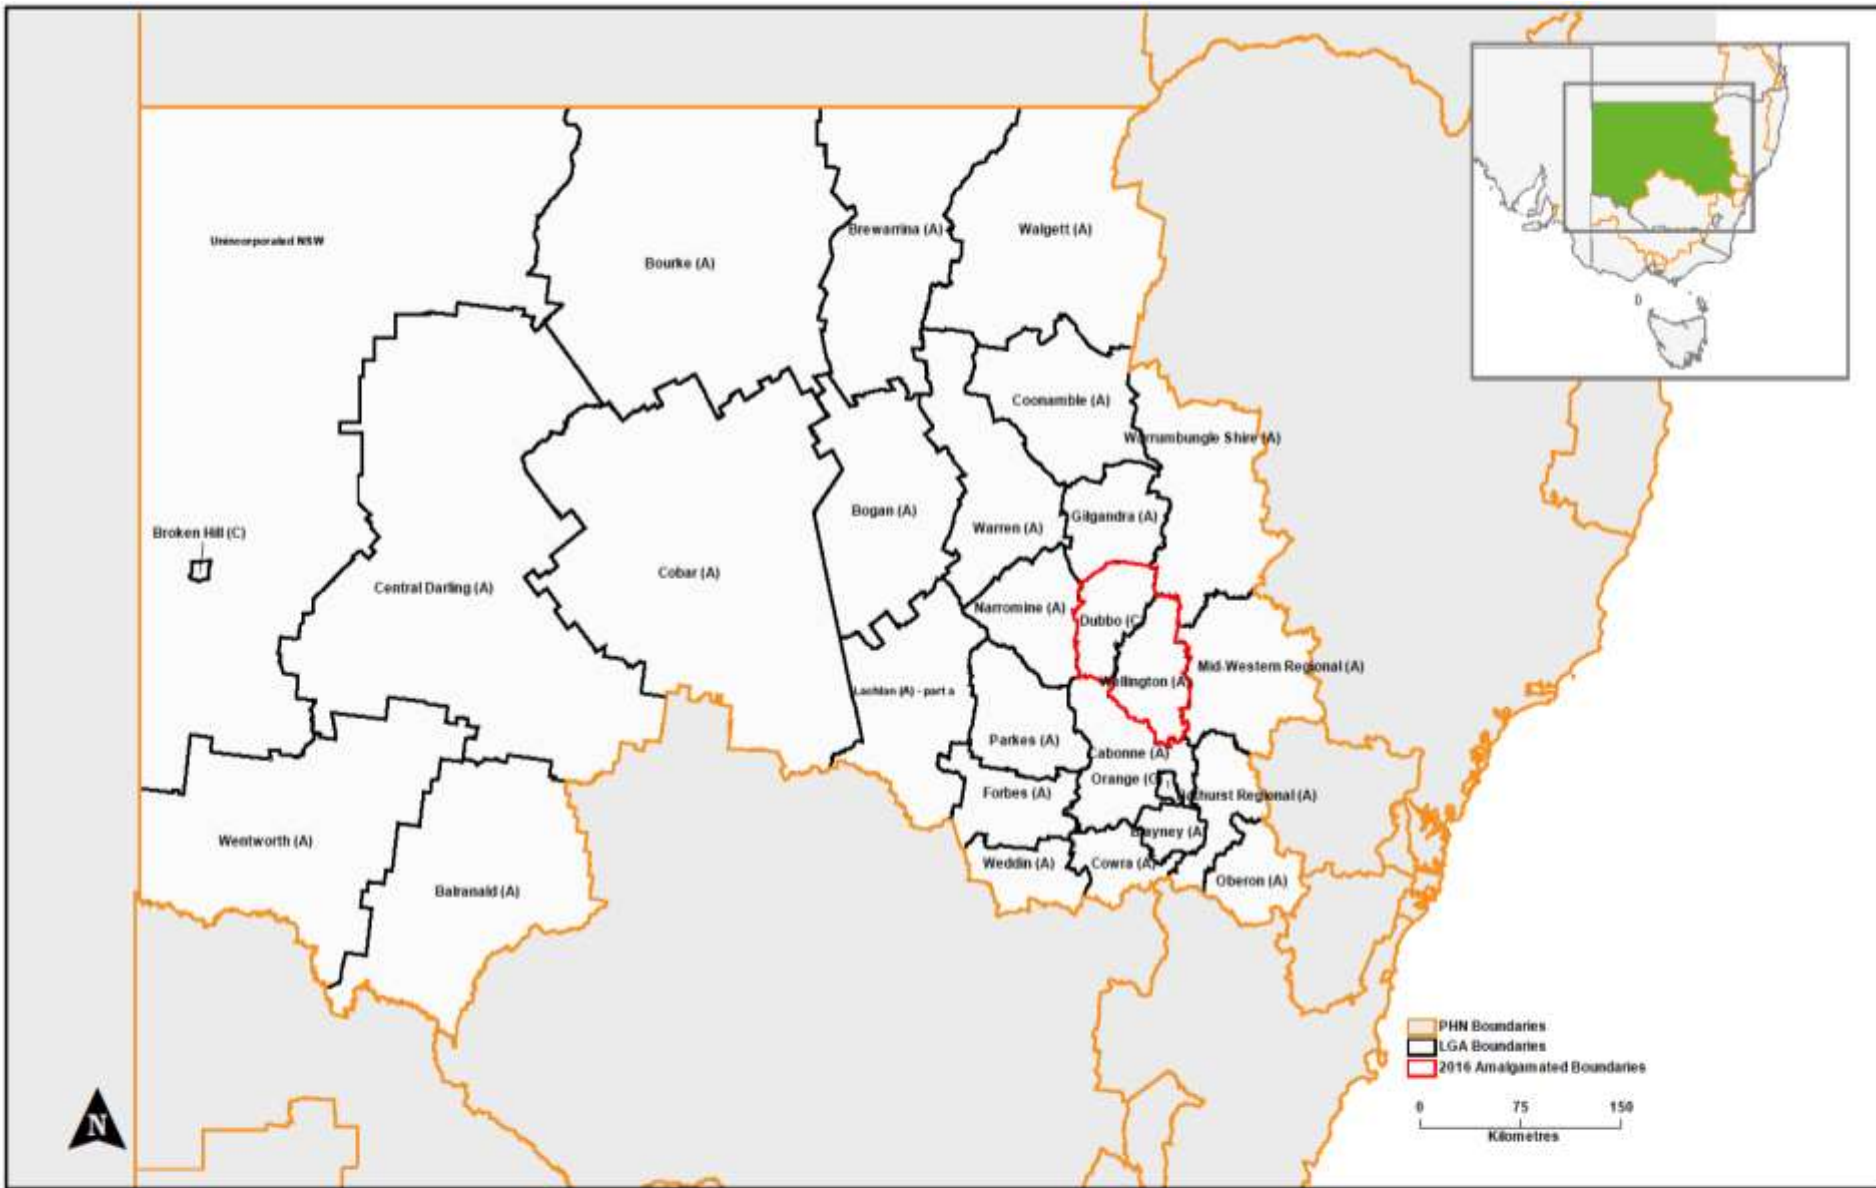 Brewarrina (A)
Walgett (A)
Unincorporated NSW
Bourke (A)
Coonamble (A)
Warrumbungle Shire (A)
Bogan (A)
Gilgandra (A)
Warren (A)
Broken Hill (C)
Cobar (A)
Central Darling (A)
Narromine (A)
Dubbo (C
Mid-Western Regional (A)
Wellington (A)
Lachlan (A) - part a
Parkes (A)
Cabonne (A)
Orange (C)
Forbes (A)
Bathurst Regional (A)
Wentworth (A)
Blayney (A)
Weddin (A)
Cowra (A)
Oberon (A)
Balranald (A)
PHN Boundaries
LGA Boundaries
2016 Amalgamated Boundaries
N
0 75 150
Kilometres